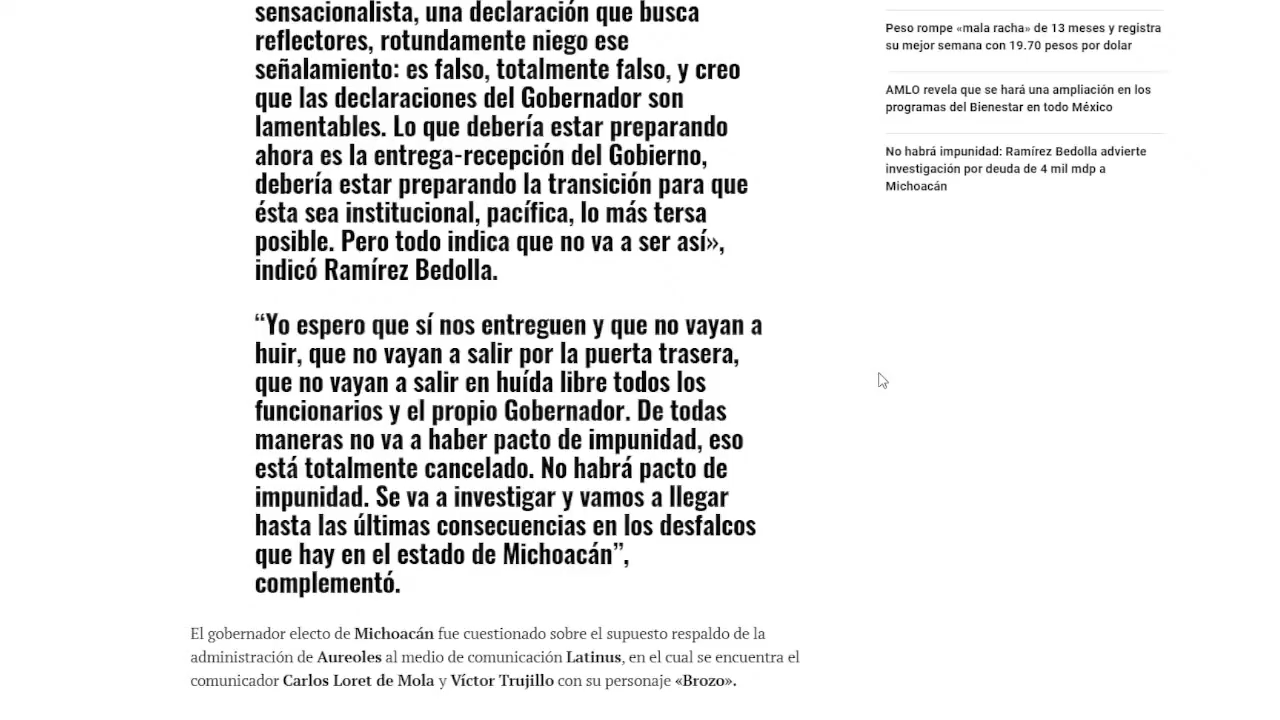 sensacionalista, una declaración que busca
reflectores, rotundamente niego ese
señalamiento: es falso, totalmente falso, y creo
que las declaraciones del Gobernador son
lamentables. Lo que debería estar preparando
ahora es la entrega-recepción del Gobierno,
debería estar preparando la transición para que
ésta sea institucional, pacífica, lo más tersa
posible. Pero todo indica que no va a ser así»,
indicó Ramírez Bedolla.
“Yo espero que sí nos entreguen y que no vayan a
huir, que no vayan a salir por la puerta trasera,
que no vayan a salir en huída libre todos los
funcionarios y el propio Gobernador. De todas
maneras no va a haber pacto de impunidad, eso
está totalmente cancelado. No habrá pacto de
impunidad. Se va a investigar y vamos a llegar
hasta las últimas consecuencias en los desfalcos
que hay en el estado de Michoacán”,
complementó.
El gobernador electo de Michoacán fue cuestionado sobre el supuesto respaldo de la
administración de Aureoles al medio de comunicación Latinus, en el cual se encuentra el
comunicador Carlos Loret de Mola y Víctor Trujillo con su personaje «Brozo».
Peso rompe «mala racha» de 13 meses y registra
su mejor semana con 19.70 pesos por dolar
AMLO revela que se hará una ampliación en los
programas del Bienestar en todo México
No habrá impunidad: Ramírez Bedolla advierte
investigación por deuda de 4 mil mdp a
Michoacán